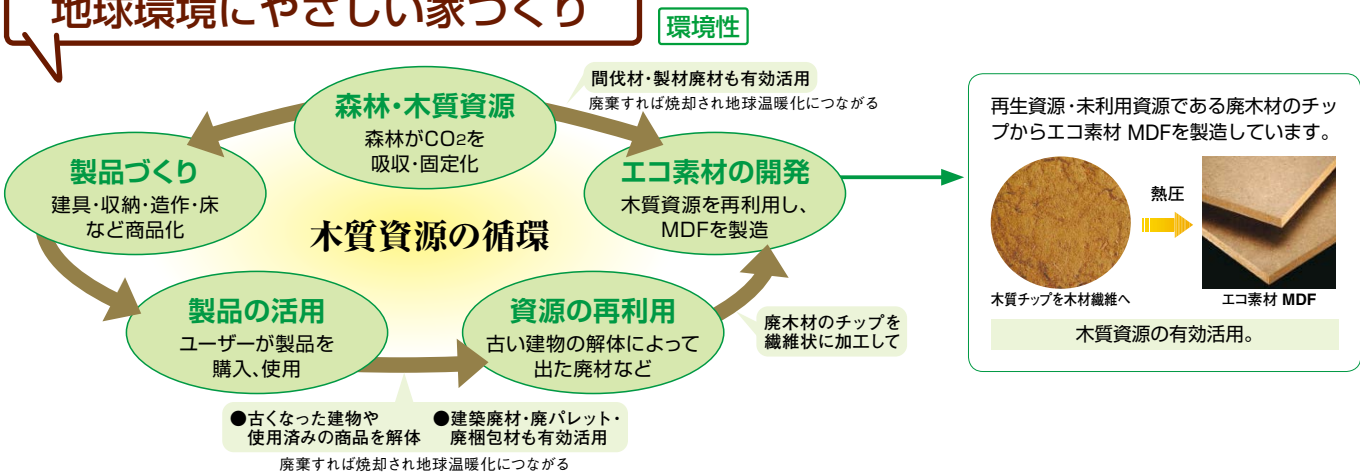 地球環境にやさしい家づくり
環境性
間伐材・製材廃材も有効活用
廃棄すれば焼却され地球温暖化につながる
森林・木質資源
森林がCO2を
吸収・固定化
製品づくり
建具・収納・造作・床
など商品化
エコ素材の開発
木質資源を再利用し、
MDFを製造
木質資源の循環
製品の活用
ユーザーが製品を
購入、使用
資源の再利用
古い建物の解体によって
出た廃材など
廃木材のチップを
繊維状に加工して
●古くなった建物や
使用済みの商品を解体
●建築廃材・廃パレット・
廃梱包材も有効活用
廃棄すれば焼却され地球温暖化につながる
再生資源・未利用資源である廃木材のチッ
プからエコ素材 MDFを製造しています。
熱圧
木質チップを木材繊維へ
エコ素材 MDF
木質資源の有効活用。